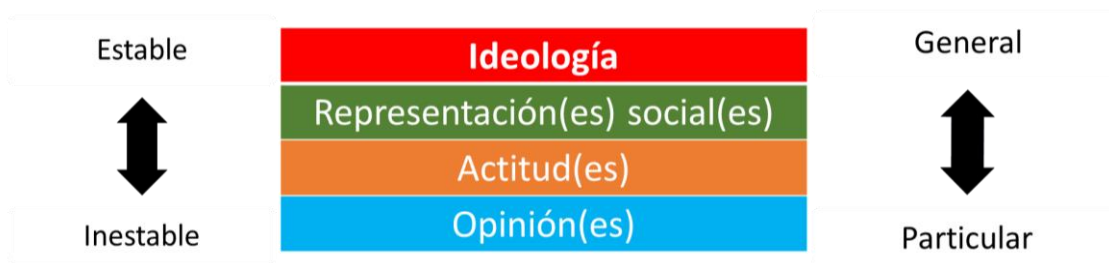 Estable
Inestable
Ideología
Representación(es) social(es)
Actitud(es)
Opinión(es)
General
Particular